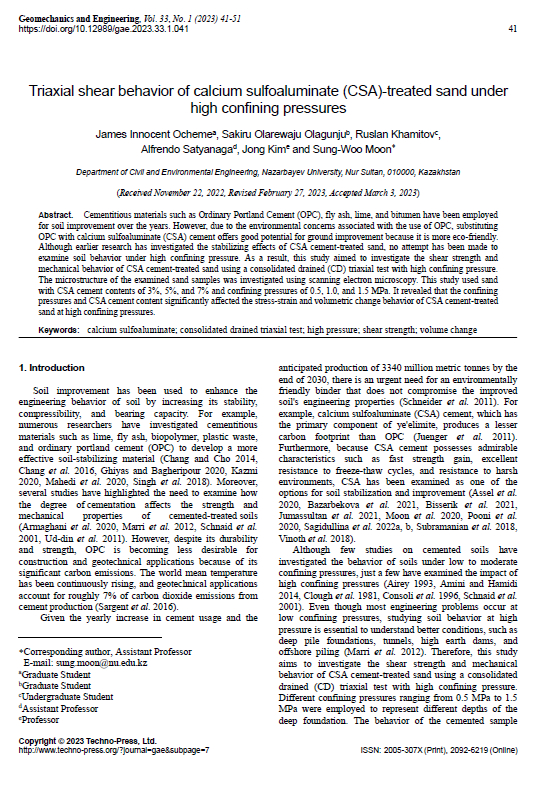 Geomechanics and Engineering, Vol. 33, No. 1 (2023) 41-51
https://doi.org/10.12989/gae.2023.33.1.041
41
Triaxial shear behavior of calcium sulfoaluminate (CSA)-treated sand under
high confining pressures
James Innocent Ochemeᵃ, Sakiru Olarewaju Olagunjuᵇ, Ruslan Khamitovᶜ,
Alfrendo Satyanagaᵈ, Jong Kimᵉ and Sung-Woo Moon*
Department of Civil and Environmental Engineering, Nazarbayev University, Nur Sultan, 010000, Kazakhstan
(Received November 22, 2022, Revised February 27, 2023, Accepted March 3, 2023)
Abstract. Cementitious materials such as Ordinary Portland Cement (OPC), fly ash, lime, and bitumen have been employed
for soil improvement over the years. However, due to the environmental concerns associated with the use of OPC, substituting
OPC with calcium sulfoaluminate (CSA) cement offers good potential for ground improvement because it is more eco-friendly.
Although earlier research has investigated the stabilizing effects of CSA cement-treated sand, no attempt has been made to
examine soil behavior under high confining pressure. As a result, this study aimed to investigate the shear strength and
mechanical behavior of CSA cement-treated sand using a consolidated drained (CD) triaxial test with high confining pressure.
The microstructure of the examined sand samples was investigated using scanning electron microscopy. This study used sand
with CSA cement contents of 3%, 5%, and 7% and confining pressures of 0.5, 1.0, and 1.5 MPa. It revealed that the confining
pressures and CSA cement content significantly affected the stress-strain and volumetric change behavior of CSA cement-treated
sand at high confining pressures.
Keywords: calcium sulfoaluminate; consolidated drained triaxial test; high pressure; shear strength; volume change
1. Introduction
Soil improvement has been used to enhance the
engineering behavior of soil by increasing its stability,
compressibility, and bearing capacity. For example,
numerous researchers have investigated cementitious
materials such as lime, fly ash, biopolymer, plastic waste,
and ordinary portland cement (OPC) to develop a more
effective soil-stabilizing material (Chang and Cho 2014,
Chang et al. 2016, Ghiyas and Bagheripour 2020, Kazmi
2020, Mahedi et al. 2020, Singh et al. 2018). Moreover,
several studies have highlighted the need to examine how
the degree of cementation affects the strength and
mechanical properties of cemented-treated soils
(Armaghani et al. 2020, Marri et al. 2012, Schnaid et al.
2001, Ud-din et al. 2011). However, despite its durability
and strength, OPC is becoming less desirable for
construction and geotechnical applications because of its
significant carbon emissions. The world mean temperature
has been continuously rising, and geotechnical applications
account for roughly 7% of carbon dioxide emissions from
cement production (Sargent et al. 2016).
Given the yearly increase in cement usage and the
*Corresponding author, Assistant Professor
E-mail: sung.moon@nu.edu.kz
ᵃGraduate Student
ᵇGraduate Student
ᶜUndergraduate Student
ᵈAssistant Professor
ᵉProfessor
anticipated production of 3340 million metric tonnes by the
end of 2030, there is an urgent need for an environmentally
friendly binder that does not compromise the improved
soil's engineering properties (Schneider et al. 2011). For
example, calcium sulfoaluminate (CSA) cement, which has
the primary component of ye'elimite, produces a lesser
carbon footprint than OPC (Juenger et al. 2011).
Furthermore, because CSA cement possesses admirable
characteristics such as fast strength gain, excellent
resistance to freeze-thaw cycles, and resistance to harsh
environments, CSA has been examined as one of the
options for soil stabilization and improvement (Assel et al.
2020, Bazarbekova et al. 2021, Bisserik et al. 2021,
Jumassultan et al. 2021, Moon et al. 2020, Pooni et al.
2020, Sagidullina et al. 2022a, b, Subramanian et al. 2018,
Vinoth et al. 2018).
Although few studies on cemented soils have
investigated the behavior of soils under low to moderate
confining pressures, just a few have examined the impact of
high confining pressures (Airey 1993, Amini and Hamidi
2014, Clough et al. 1981, Consoli et al. 1996, Schnaid et al.
2001). Even though most engineering problems occur at
low confining pressures, studying soil behavior at high
pressure is essential to understand better conditions, such as
deep pile foundations, tunnels, high earth dams, and
offshore piling (Marri et al. 2012). Therefore, this study
aims to investigate the shear strength and mechanical
behavior of CSA cement-treated sand using a consolidated
drained (CD) triaxial test with high confining pressure.
Different confining pressures ranging from 0.5 MPa to 1.5
MPa were employed to represent different depths of the
deep foundation. The behavior of the cemented sample
Copyright © 2023 Techno-Press, Ltd.
http://www.techno-press.org/?journal=gae&subpage=7
ISSN: 2005-307X (Print), 2092-6219 (Online)